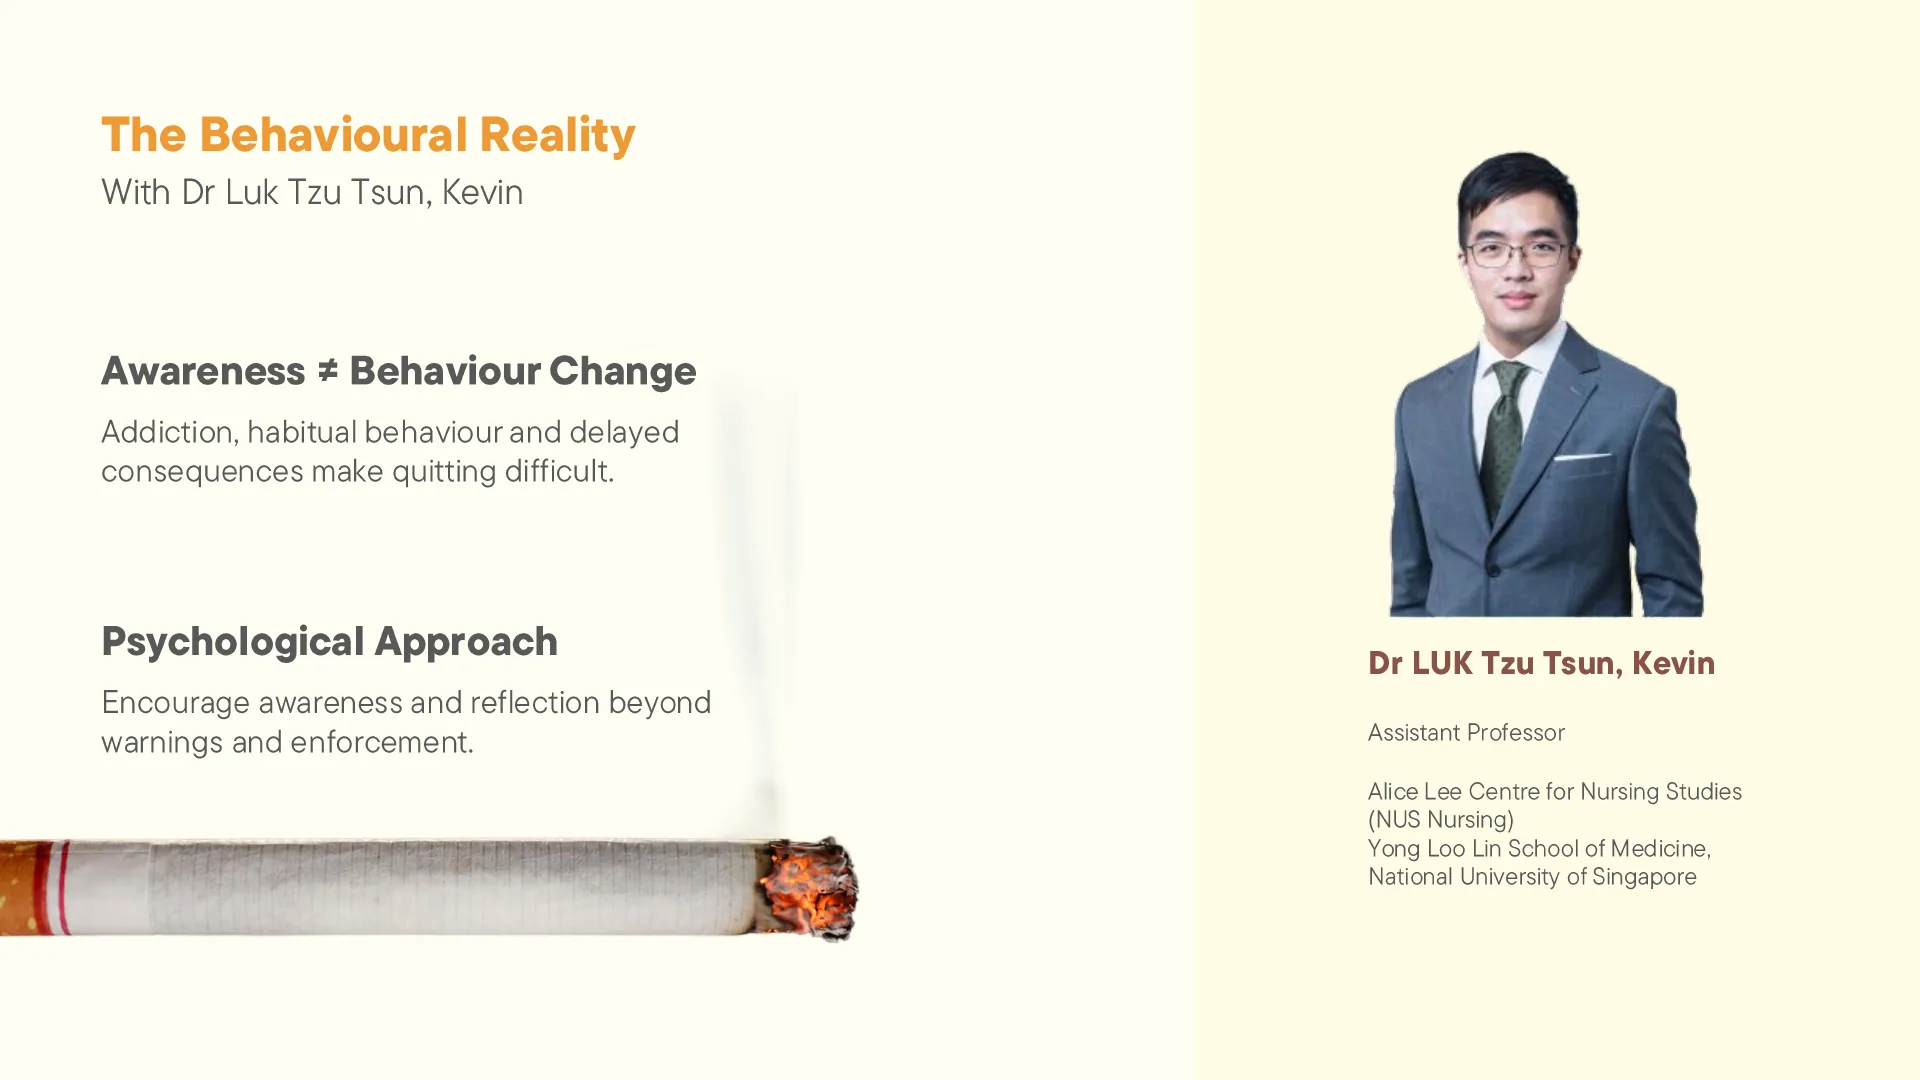 The Behavioural Reality
With Dr Luk Tzu Tsun, Kevin
Awareness ≠ Behaviour Change
Addiction, habitual behaviour and delayed
consequences make quitting difficult.
Psychological Approach
Encourage awareness and reflection beyond
warnings and enforcement.
Dr LUK Tzu Tsun, Kevin
Assistant Professor
Alice Lee Centre for Nursing Studies
(NUS Nursing)
Yong Loo Lin School of Medicine,
National University of Singapore